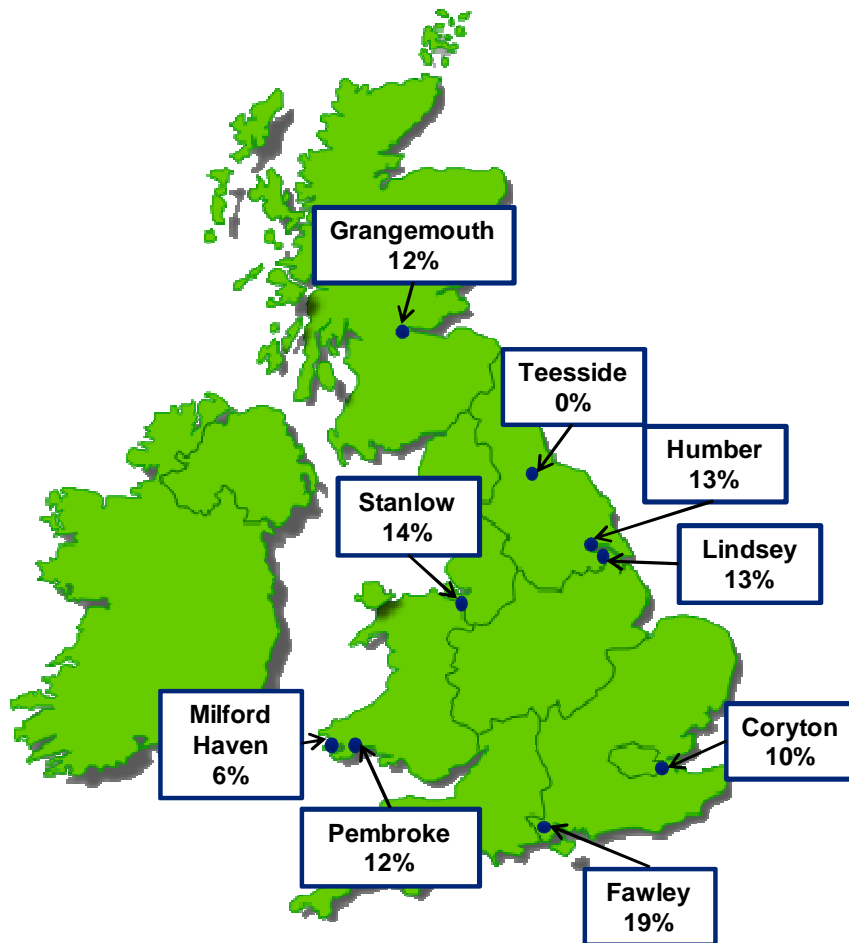 Grangemouth
12%
Teesside
0%
Humber
13%
Stanlow
14%
Lindsey
13%
Milford
Haven
6%
Coryton
10%
Pembroke
12%
Fawley
19%